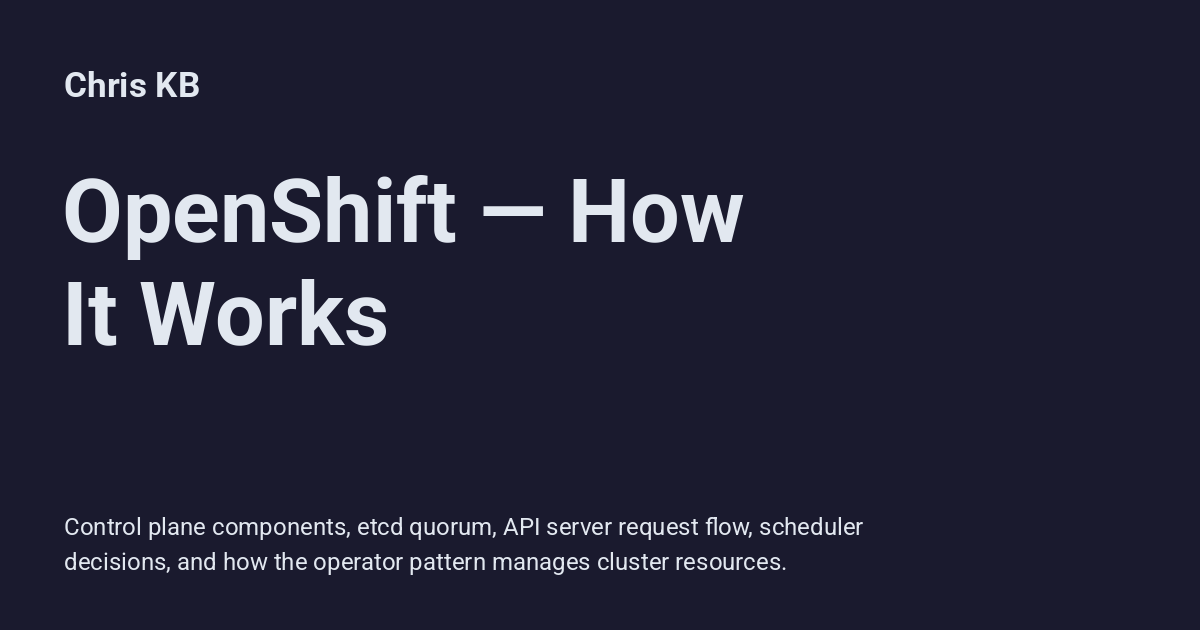 Chris KB
OpenShift — How
It Works
Control plane components, etcd quorum, API server request flow, scheduler
decisions, and how the operator pattern manages cluster resources.